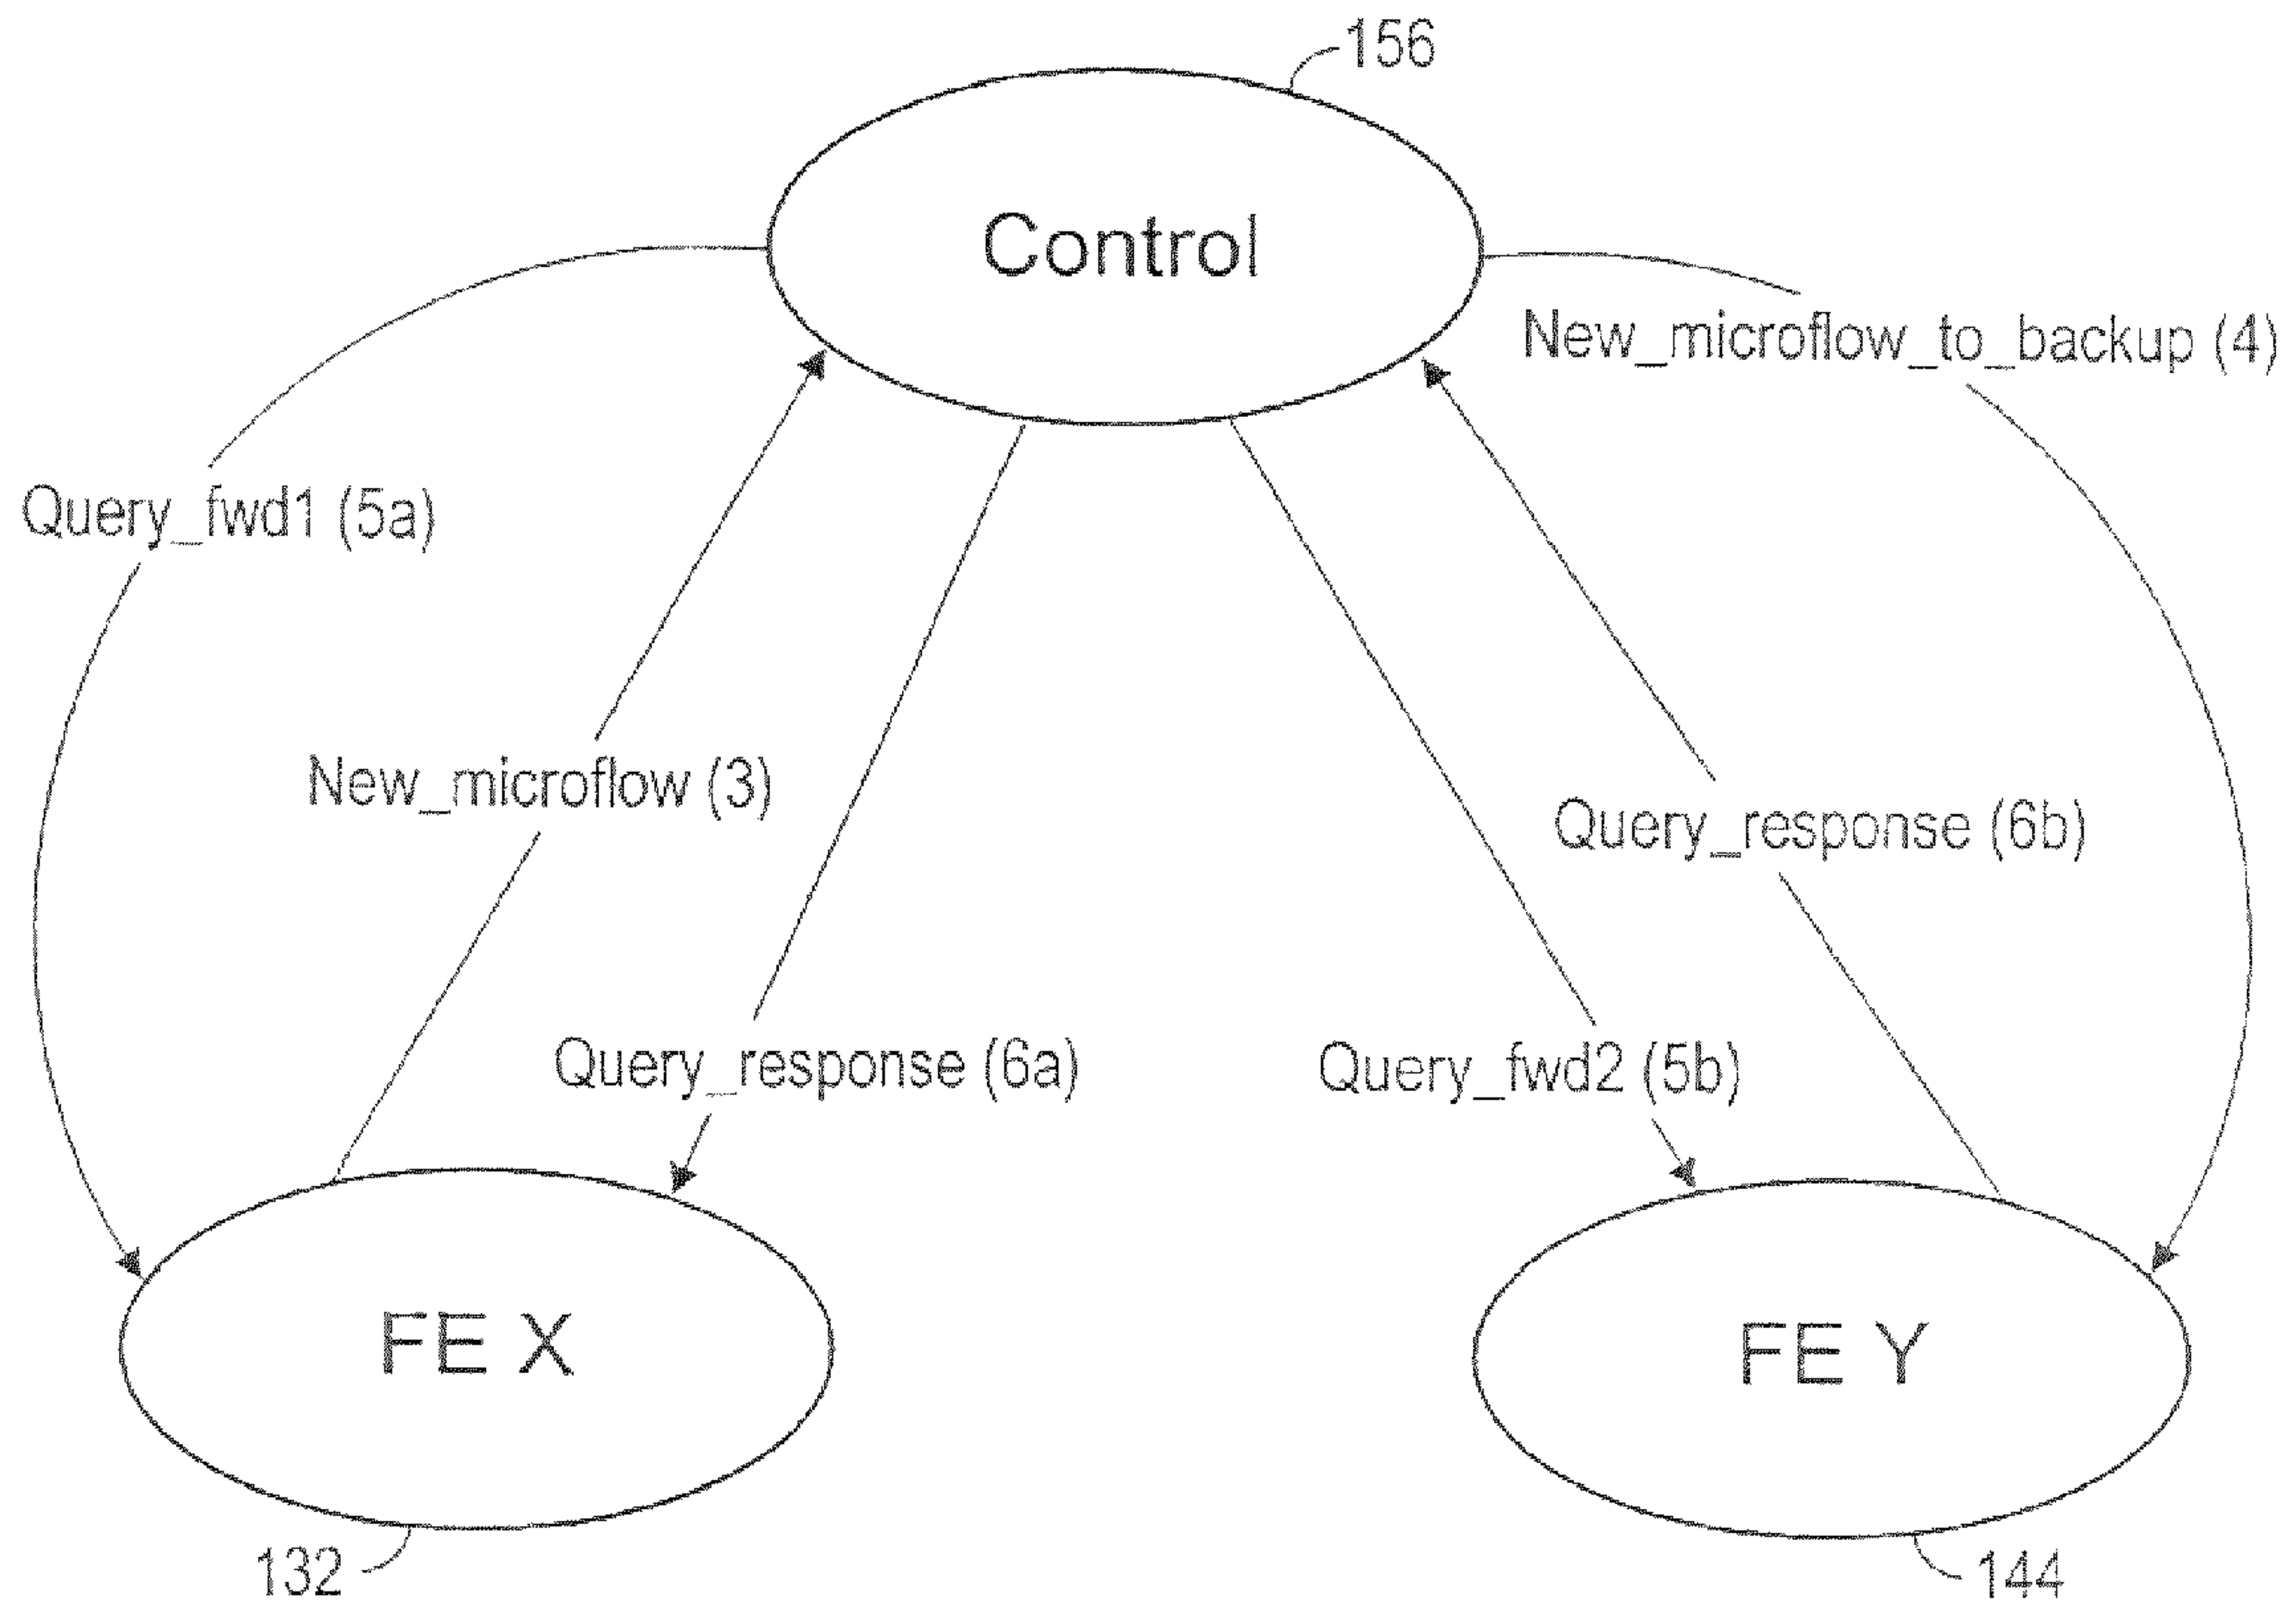 156
Control
New_microflow_to_backup (4)
Query_fwd1 (5a)
New_microflow (3)
Query_response (6b)
Query_response (6a)
Query_fwd2 (5b)
FE X
FE Y
132
144